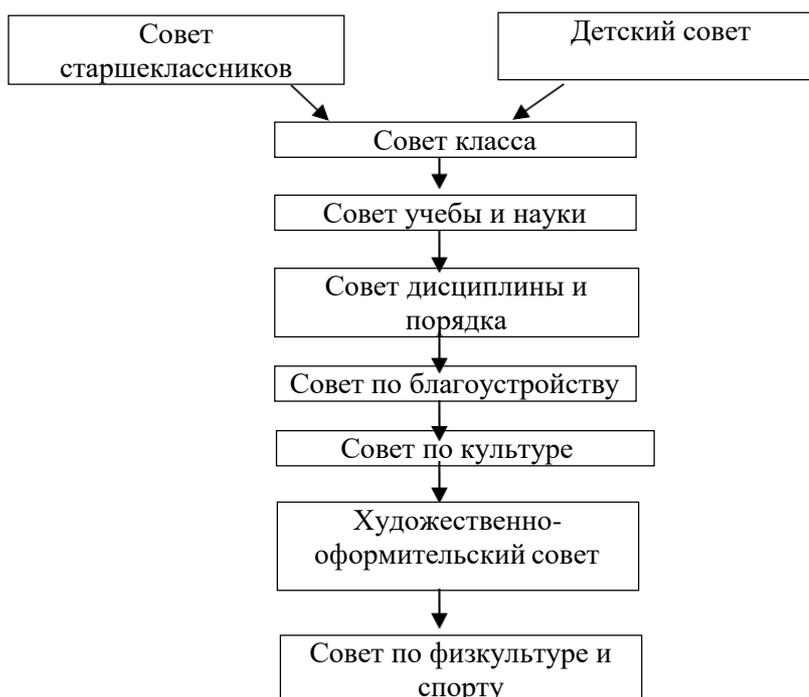 Совет
старшеклассников
Детский совет
Совет класса
Совет учебы и науки
Совет дисциплины и
порядка
Совет по благоустройству
Совет по культуре
Художественно-
оформительский совет
Совет по физкультуре и
спорту